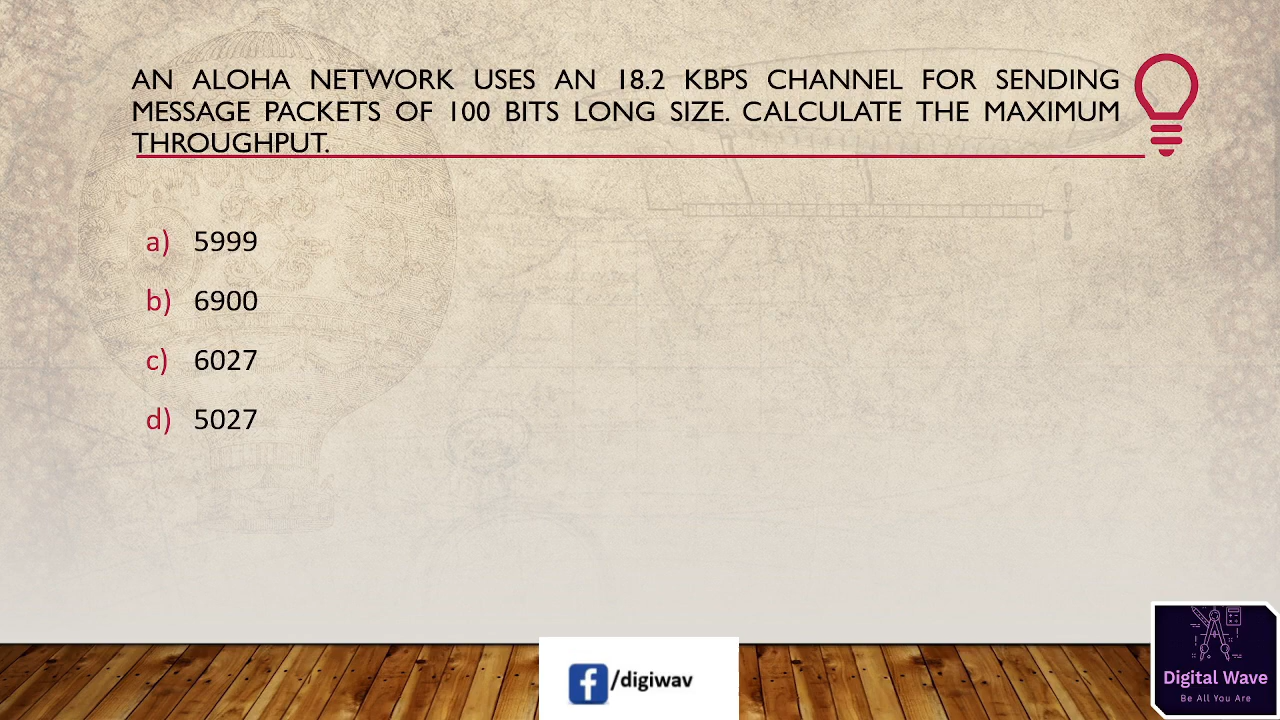 AN ALOHA NETWORK USES AN 18.2 KBPS CHANNEL FOR SENDING
MESSAGE PACKETS OF 100 BITS LONG SIZE. CALCULATE THE MAXIMUM
THROUGHPUT.
a) 5999
b) 6900
c) 6027
d) 5027
/digiwav
Digital Wave
Be All You Are